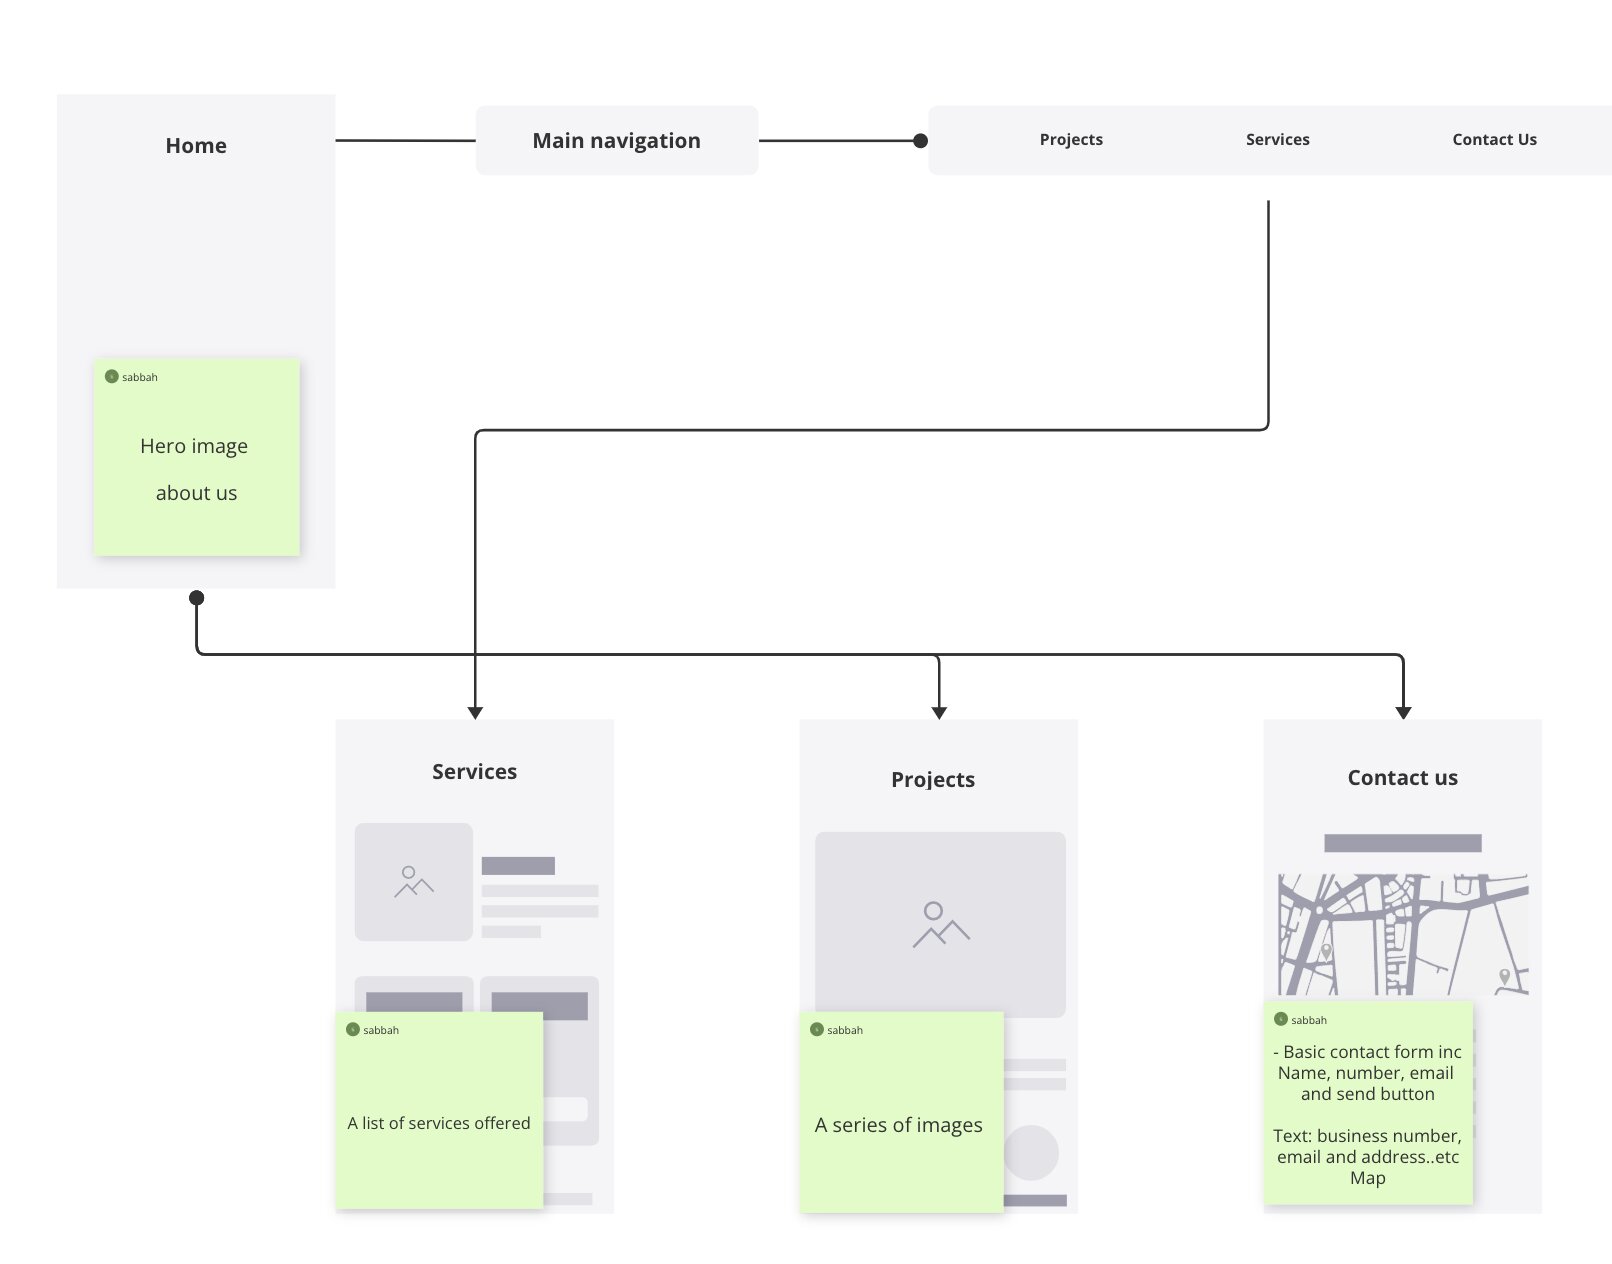 Home
Main navigation
Projects
Services
Contact Us
sabbah
Hero image
about us
Services
Projects
Contact us
sabbah
A list of services offered
sabbah
A series of images
sabbah
- Basic contact form inc
Name, number, email
and send button
Text: business number,
email and address..etc
Map